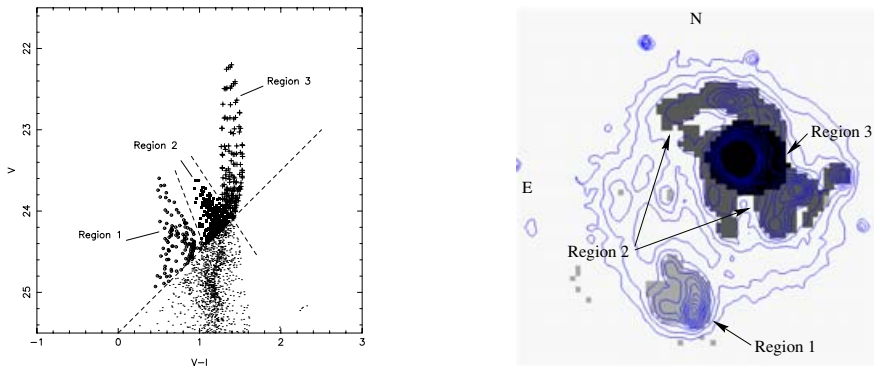 22
23
24
25
V
−1
0
1
2
3
V−I
Region 3
Region 2
Region 1
N
E
Region 3
Region 2
Region 1